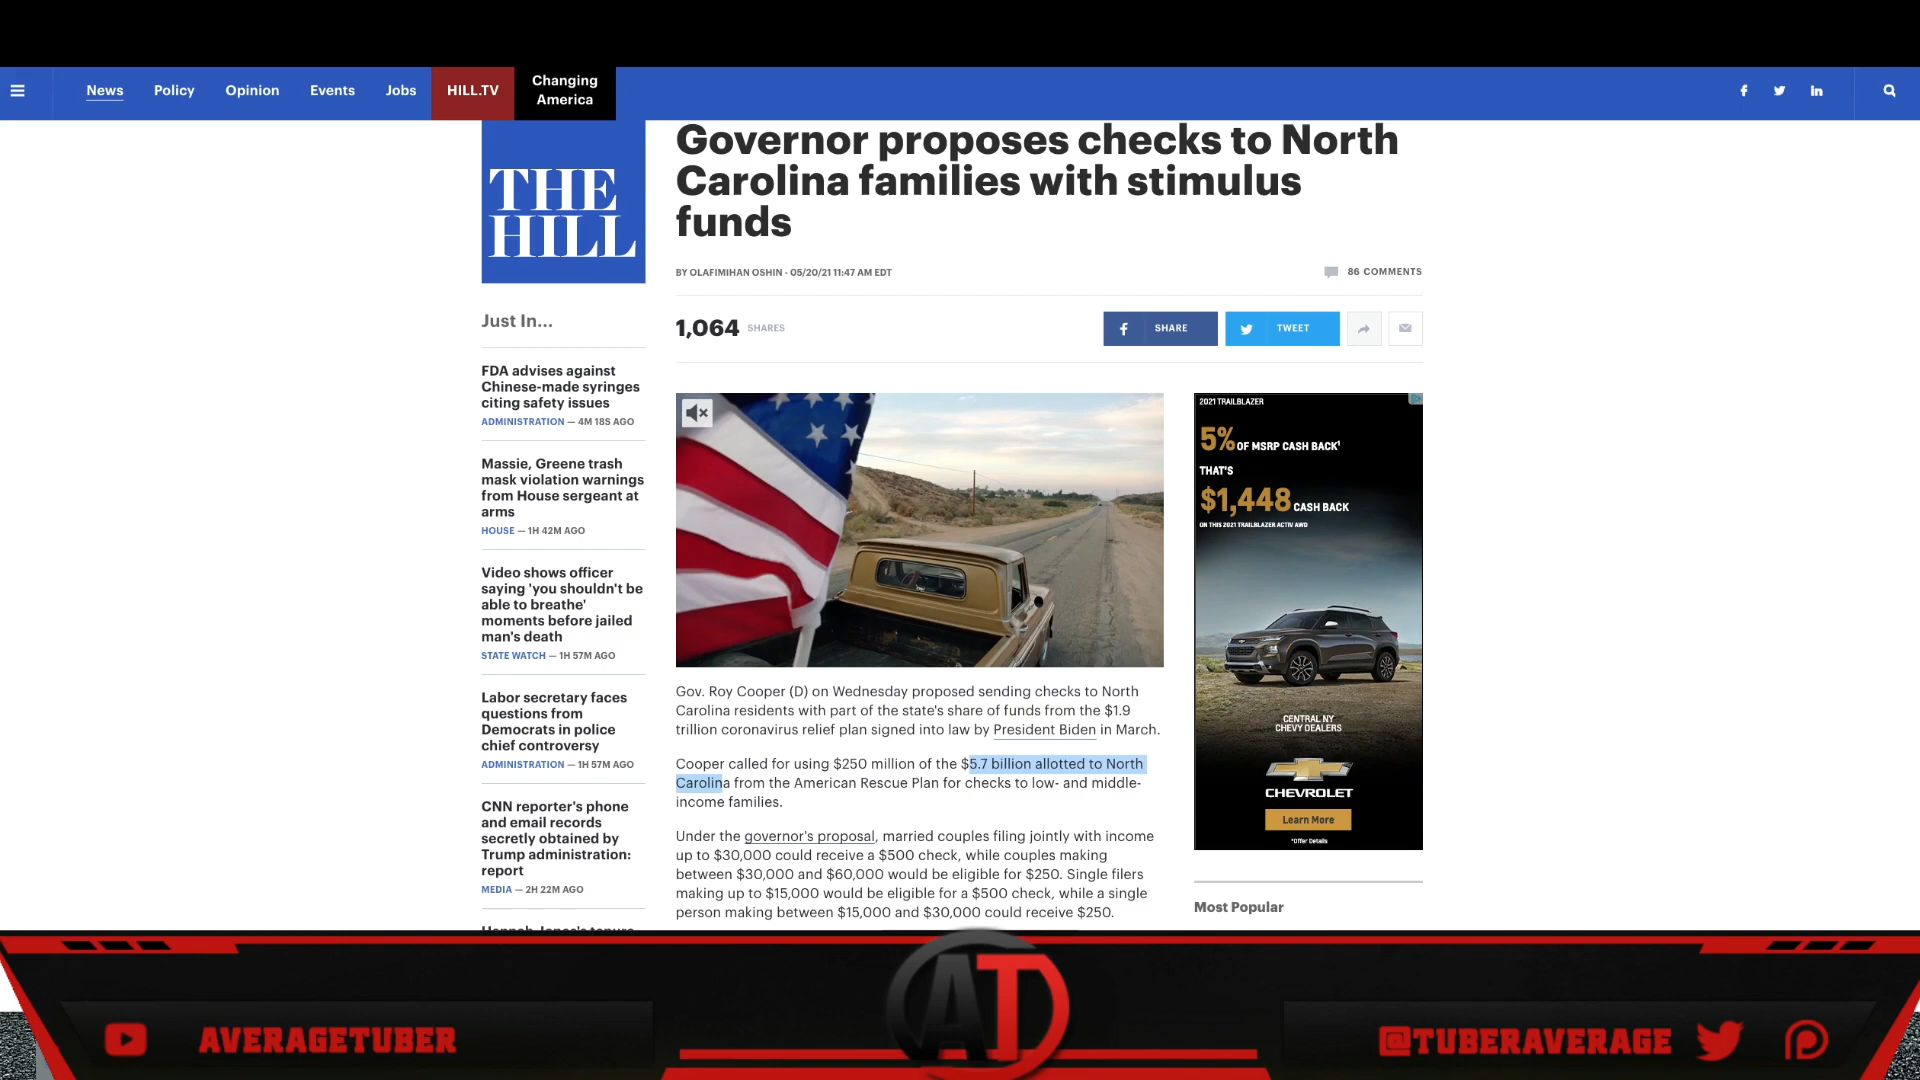 News Policy Opinion Events Jobs HILL.TV Changing America
THE HILL
Governor proposes checks to North
Carolina families with stimulus
funds
BY OLAFIMIHAN OSHIN - 05/20/21 11:47 AM EDT
86 COMMENTS
1,064 SHARES
SHARE
TWEET
Just In...
FDA advises against
Chinese-made syringes
citing safety issues
ADMINISTRATION — 4M 18S AGO
Massie, Greene trash
mask violation warnings
from House sergeant at
arms
HOUSE — 1H 42M AGO
Video shows officer
saying 'you shouldn't be
able to breathe'
moments before jailed
man's death
STATE WATCH — 1H 57M AGO
Labor secretary faces
questions from
Democrats in police
chief controversy
ADMINISTRATION — 1H 57M AGO
CNN reporter's phone
and email records
secretly obtained by
Trump administration:
report
MEDIA — 2H 22M AGO
Gov. Roy Cooper (D) on Wednesday proposed sending checks to North
Carolina residents with part of the state's share of funds from the $1.9
trillion coronavirus relief plan signed into law by President Biden in March.
Cooper called for using $250 million of the $5.7 billion allotted to North
Carolina from the American Rescue Plan for checks to low- and middle-
income families.
Under the governor's proposal, married couples filing jointly with income
up to $30,000 could receive a $500 check, while couples making
between $30,000 and $60,000 would be eligible for $250. Single filers
making up to $15,000 would be eligible for a $500 check, while a single
person making between $15,000 and $30,000 could receive $250.
2021 TRAILBLAZER
5% OF MSRP CASH BACK¹
THAT'S
$1,448 CASH BACK
ON THIS 2021 TRAILBLAZER ACTIV AWD
CENTRAL NY
CHEVY DEALERS
CHEVROLET
Learn More
*Offer Details
Most Popular
AVERAGETUBER
AT
@TUBERAVERAGE